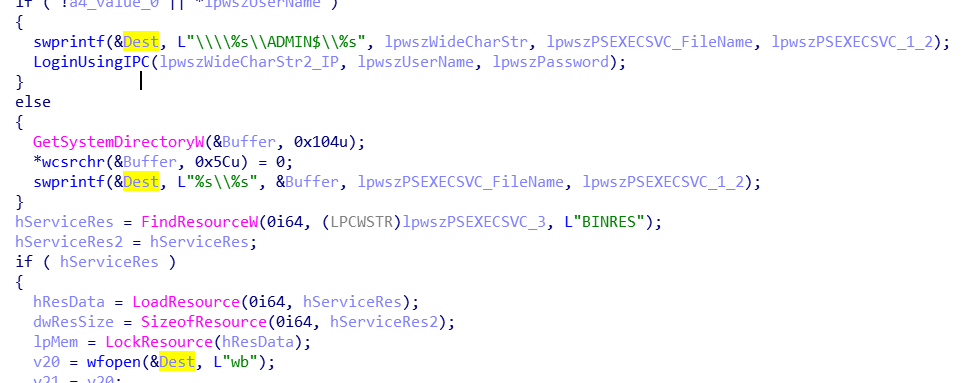 if ( !a4_value_0 || *lpwszUserName )
{
swprintf(&Dest, L"\\\\%s\\ADMIN$\\%s", lpwszWideCharStr, lpwszPSEXECSVC_FileName, lpwszPSEXECSVC_1_2);
LoginUsingIPC(lpwszWideCharStr2_IP, lpwszUserName, lpwszPassword);
}
else
{
GetSystemDirectoryW(&Buffer, 0x104u);
*wcsrchr(&Buffer, 0x5Cu) = 0;
swprintf(&Dest, L"%s\\%s", &Buffer, lpwszPSEXECSVC_FileName, lpwszPSEXECSVC_1_2);
}
hServiceRes = FindResourceW(0i64, (LPCWSTR)lpwszPSEXECSVC_3, L"BINRES");
hServiceRes2 = hServiceRes;
if ( hServiceRes )
{
hResData = LoadResource(0i64, hServiceRes);
dwResSize = SizeofResource(0i64, hServiceRes2);
lpMem = LockResource(hResData);
v20 = wfopen(&Dest, L"wb");
v21 = v20;